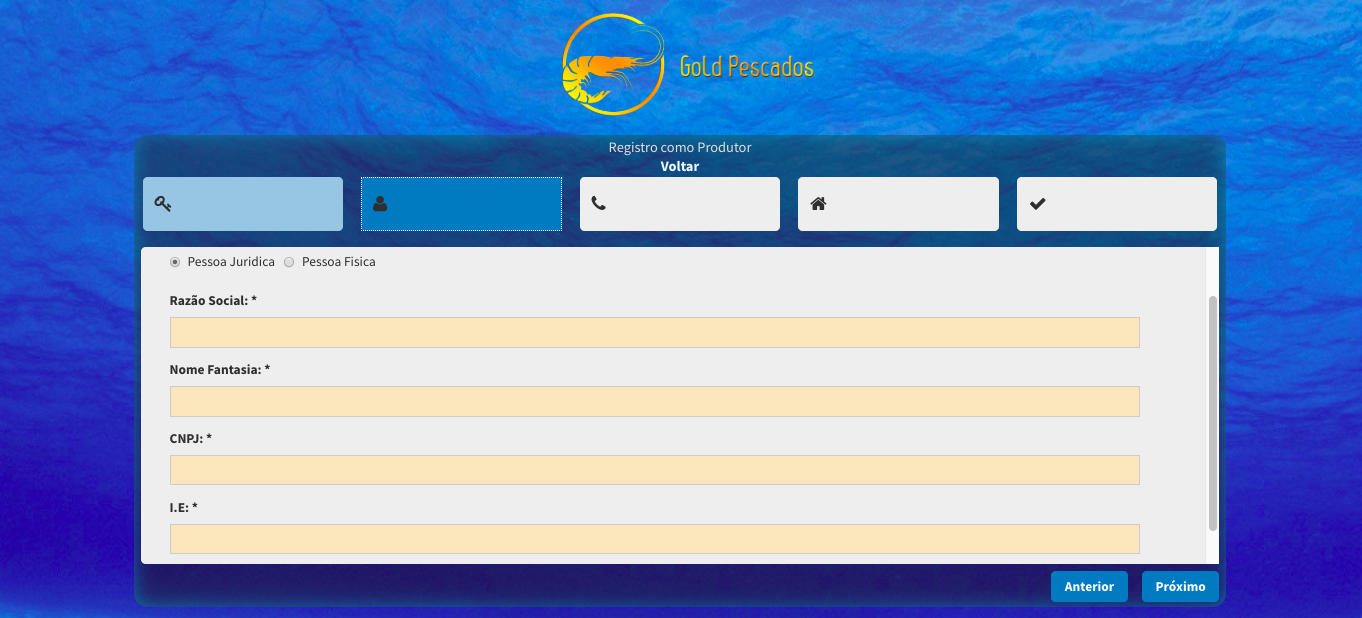 Gold Pescados
Registro como Produtor
Voltar
Pessoa Juridica Pessoa Fisica
Razão Social: *
Nome Fantasia: *
CNPJ: *
I.E: *
Anterior Próximo